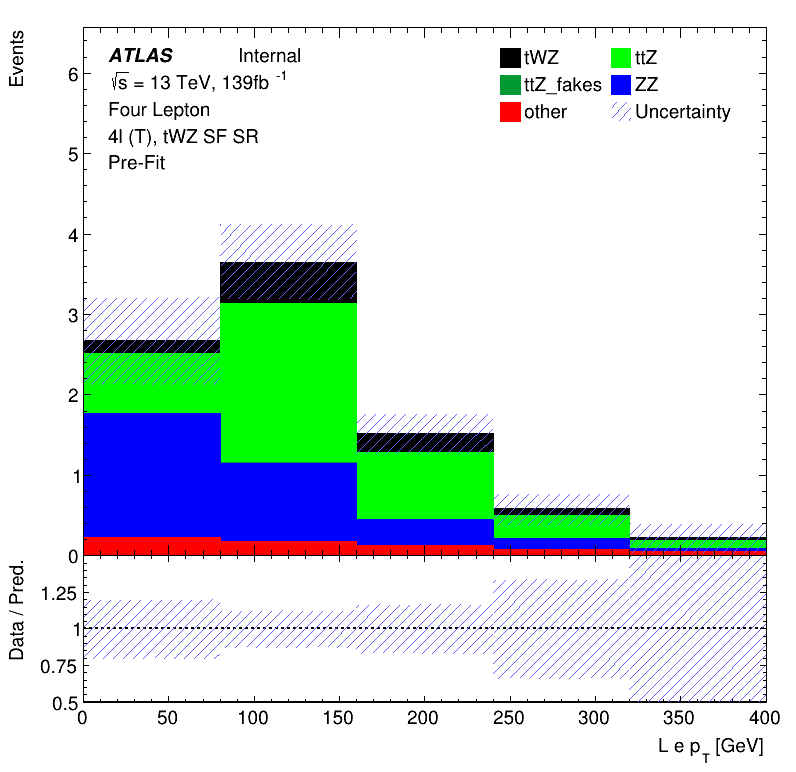 Events
ATLAS Internal
√s = 13 TeV, 139fb⁻¹
Four Lepton
4l (T), tWZ SF SR
Pre-Fit
tWZ ttZ
ttZ_fakes ZZ
other Uncertainty
6
5
4
3
2
1
0
Data / Pred.
1.25
1
0.75
0.5
0 50 100 150 200 250 300 350 400
L e p_T [GeV]